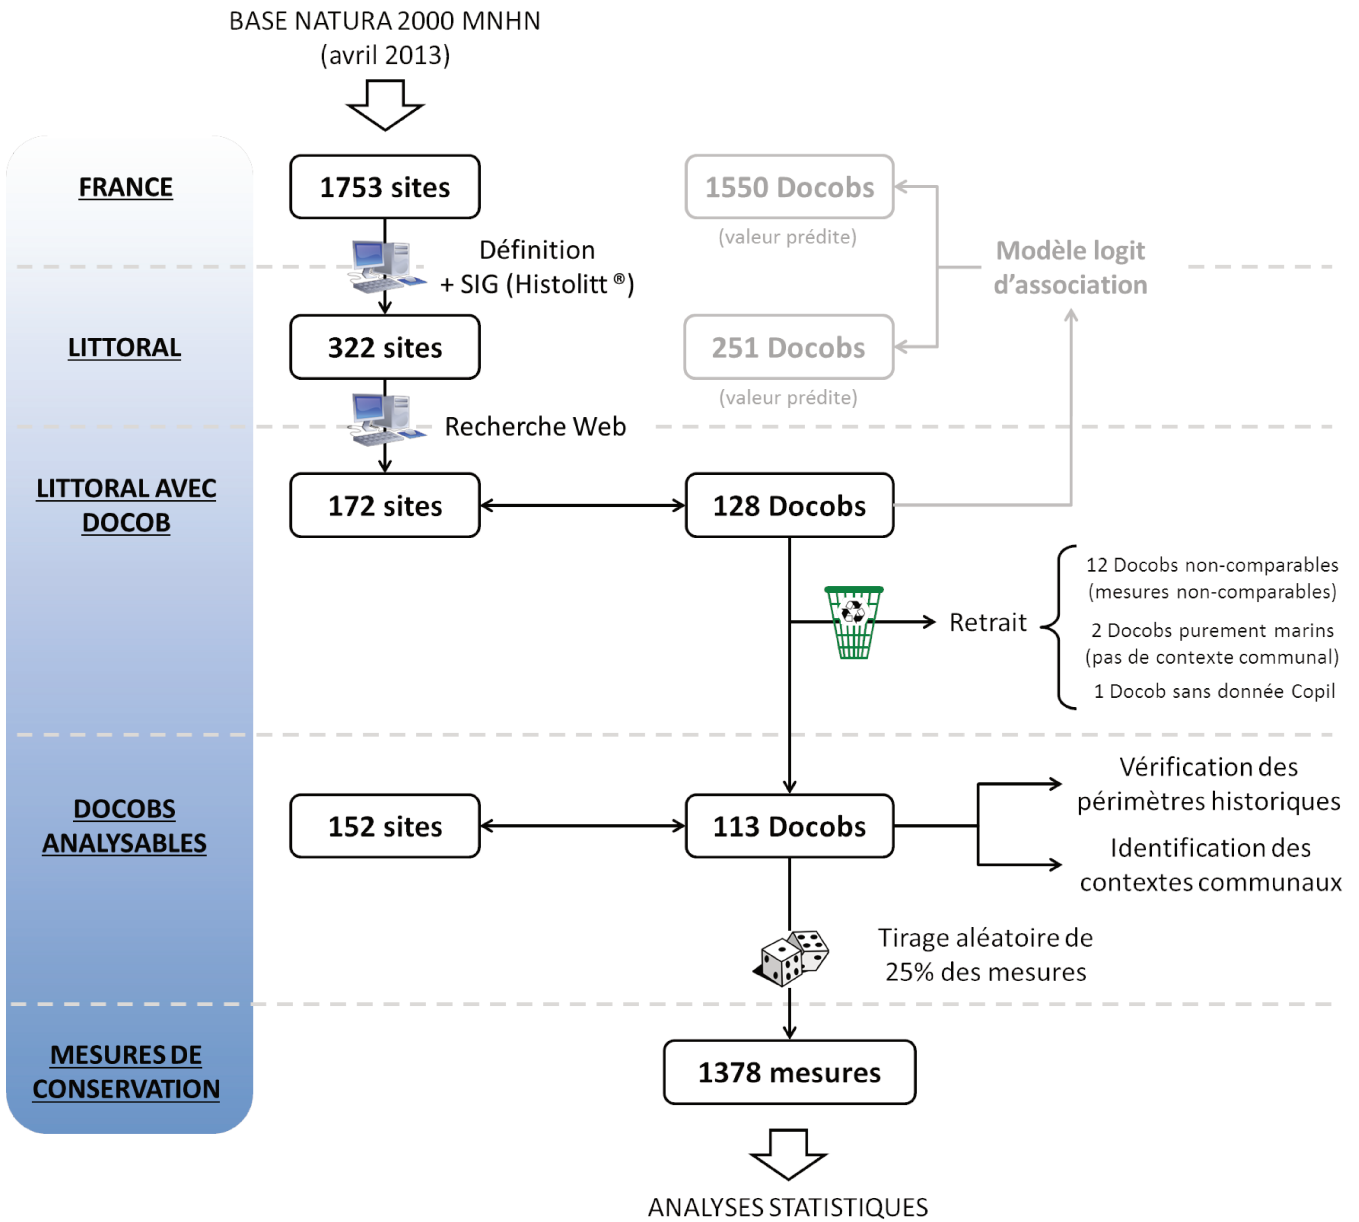 BASE NATURA 2000 MNHN
(avril 2013)
FRANCE
1753 sites
1550 Docobs
(valeur prédite)
Définition
+ SIG (Histolitt ®)
Modèle logit
d'association
LITTORAL
322 sites
251 Docobs
(valeur prédite)
Recherche Web
LITTORAL AVEC
DOCOB
172 sites
128 Docobs
Retrait
12 Docobs non-comparables
(mesures non-comparables)
2 Docobs purement marins
(pas de contexte communal)
1 Docob sans donnée Copil
DOCOBS
ANALYSABLES
152 sites
113 Docobs
Vérification des
périmètres historiques
Identification des
contextes communaux
Tirage aléatoire de
25% des mesures
MESURES DE
CONSERVATION
1378 mesures
ANALYSES STATISTIQUES